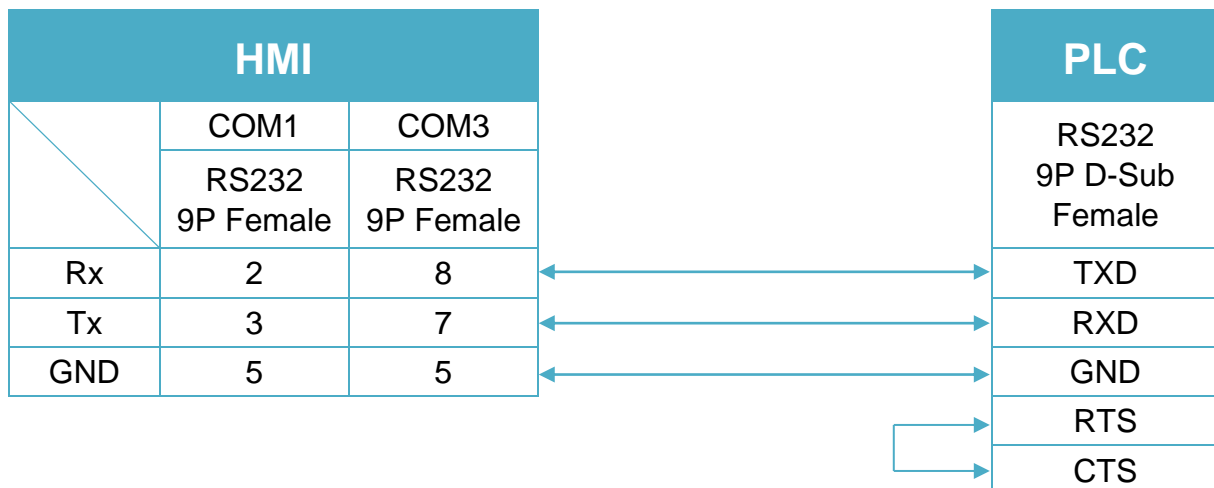 HMI
PLC
COM1 COM3
RS232
9P Female
RS232
9P Female
RS232
9P D-Sub
Female
Rx 2 8 TXD
Tx 3 7 RXD
GND 5 5 GND
RTS
CTS